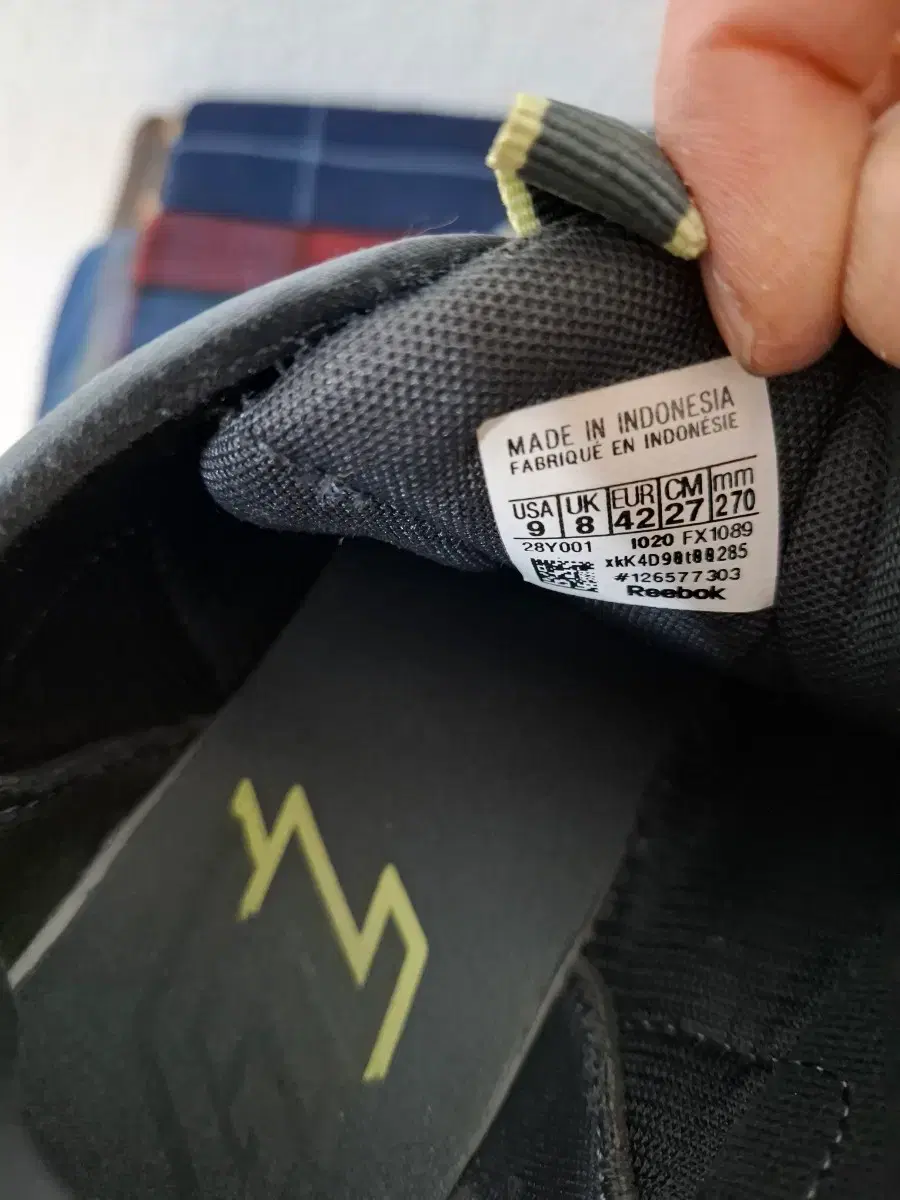 MADE IN INDONESIA
FABRIQUÉ EN INDONÉSIE
USA UK EUR CM mm
9 8 42 27 270
28Y001 1020 FX1089
#126577303
Reebok